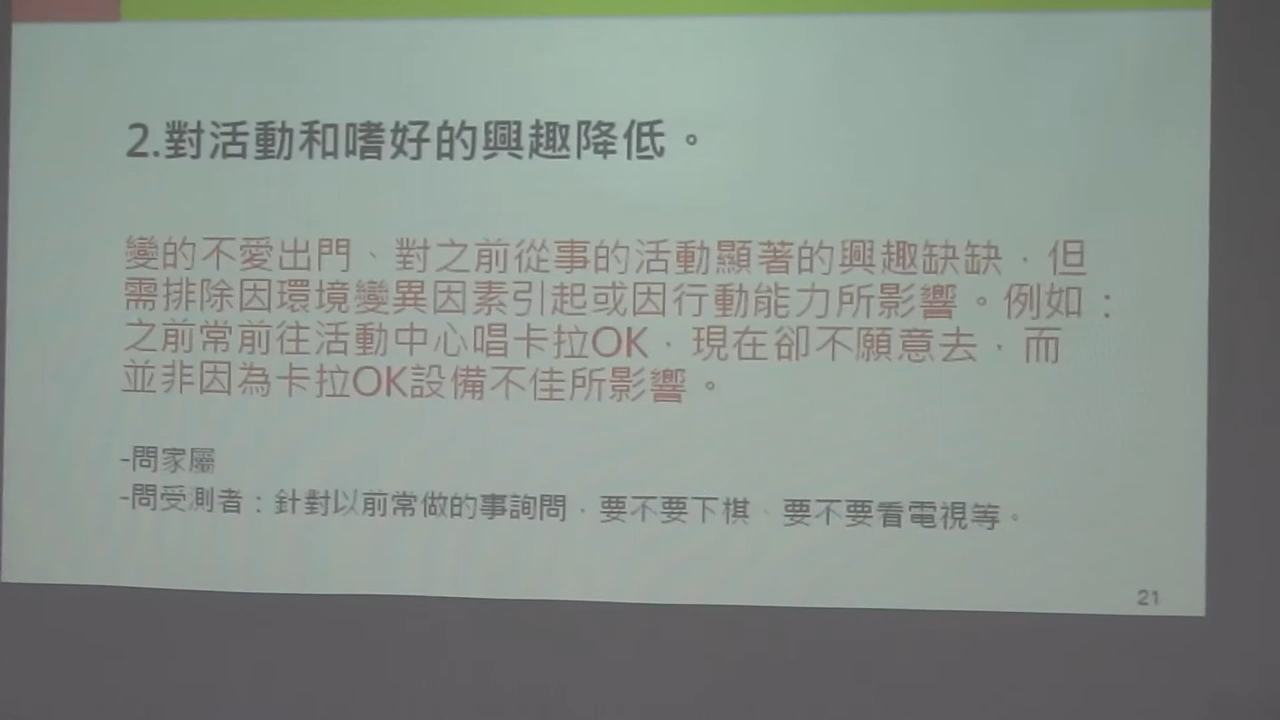 2.對活動和嗜好的興趣降低。
變的不愛出門、對之前從事的活動顯著的興趣缺缺，但
需排除因環境變異因素引起或因行動能力所影響。例如：
之前常前往活動中心唱卡拉OK，現在卻不願意去，而
並非因為卡拉OK設備不佳所影響。
-問家屬
-問受測者：針對以前常做的事詢問，要不要下棋、要不要看電視等。
21